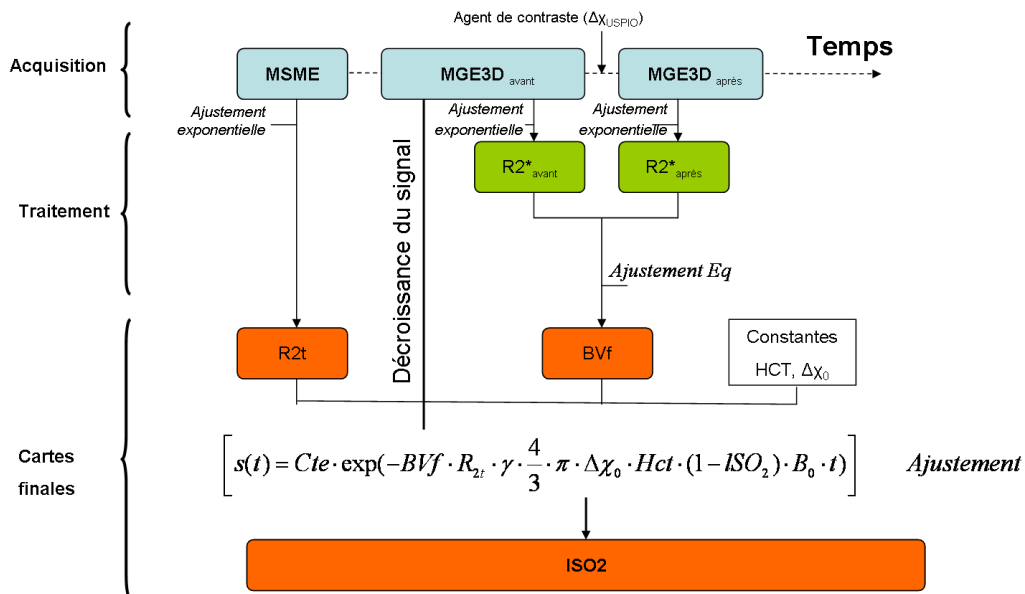 Agent de contraste (Δχ_USPIO)
Temps
Acquisition
MSME
MGE3D avant
MGE3D après
Ajustement
exponentielle
Ajustement
exponentielle
Ajustement
exponentielle
Décroissance du signal
R2*avant
R2*après
Traitement
Ajustement Eq
R2t
BVf
Constantes
HCT, Δχ₀
Cartes
finales
[s(t) = Cte · exp(−BVf · R₂ₜ · γ · 4/3 · π · Δχ₀ · Hct · (1 − lSO₂) · B₀ · t)] Ajustement
ISO2